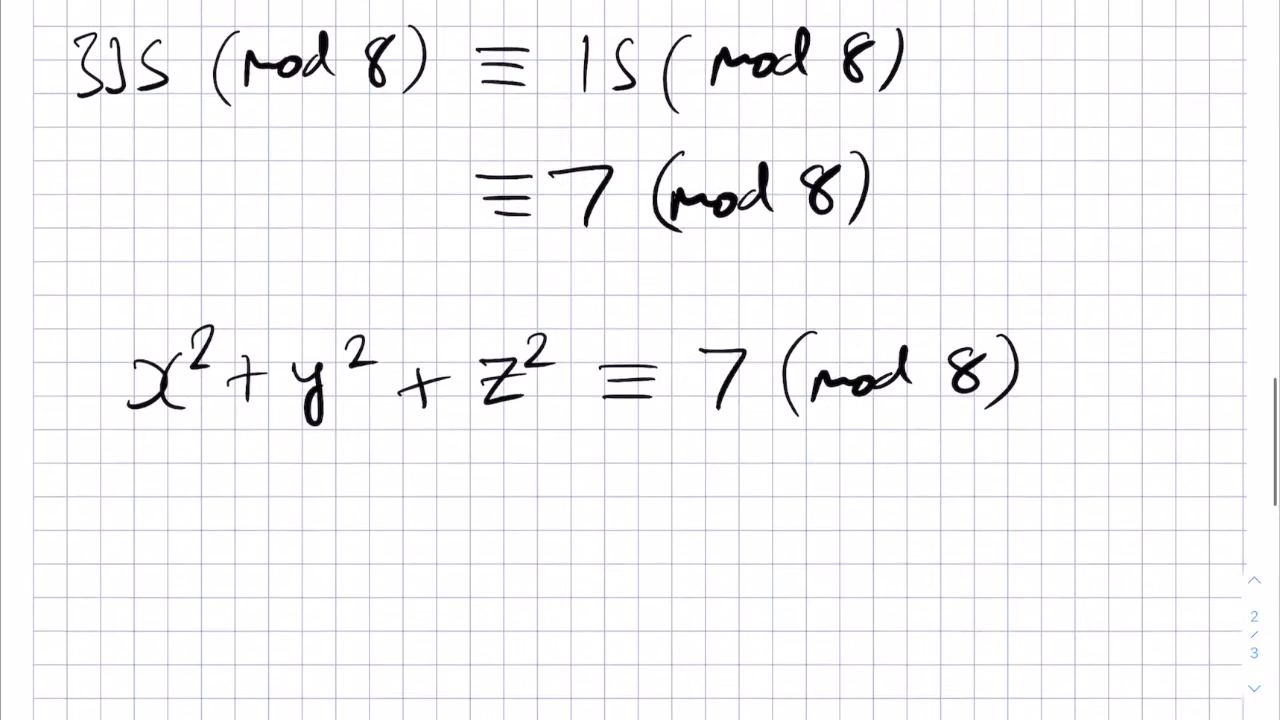 335 (mod 8) ≡ 15 (mod 8)
≡ 7 (mod 8)
x² + y² + z² ≡ 7 (mod 8)
2
/
3